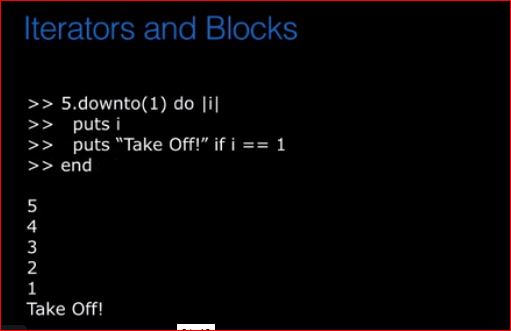 Iterators and Blocks
>> 5.downto(1) do |i|
>>   puts i
>>   puts “Take Off!” if i == 1
>> end
5
4
3
2
1
Take Off!